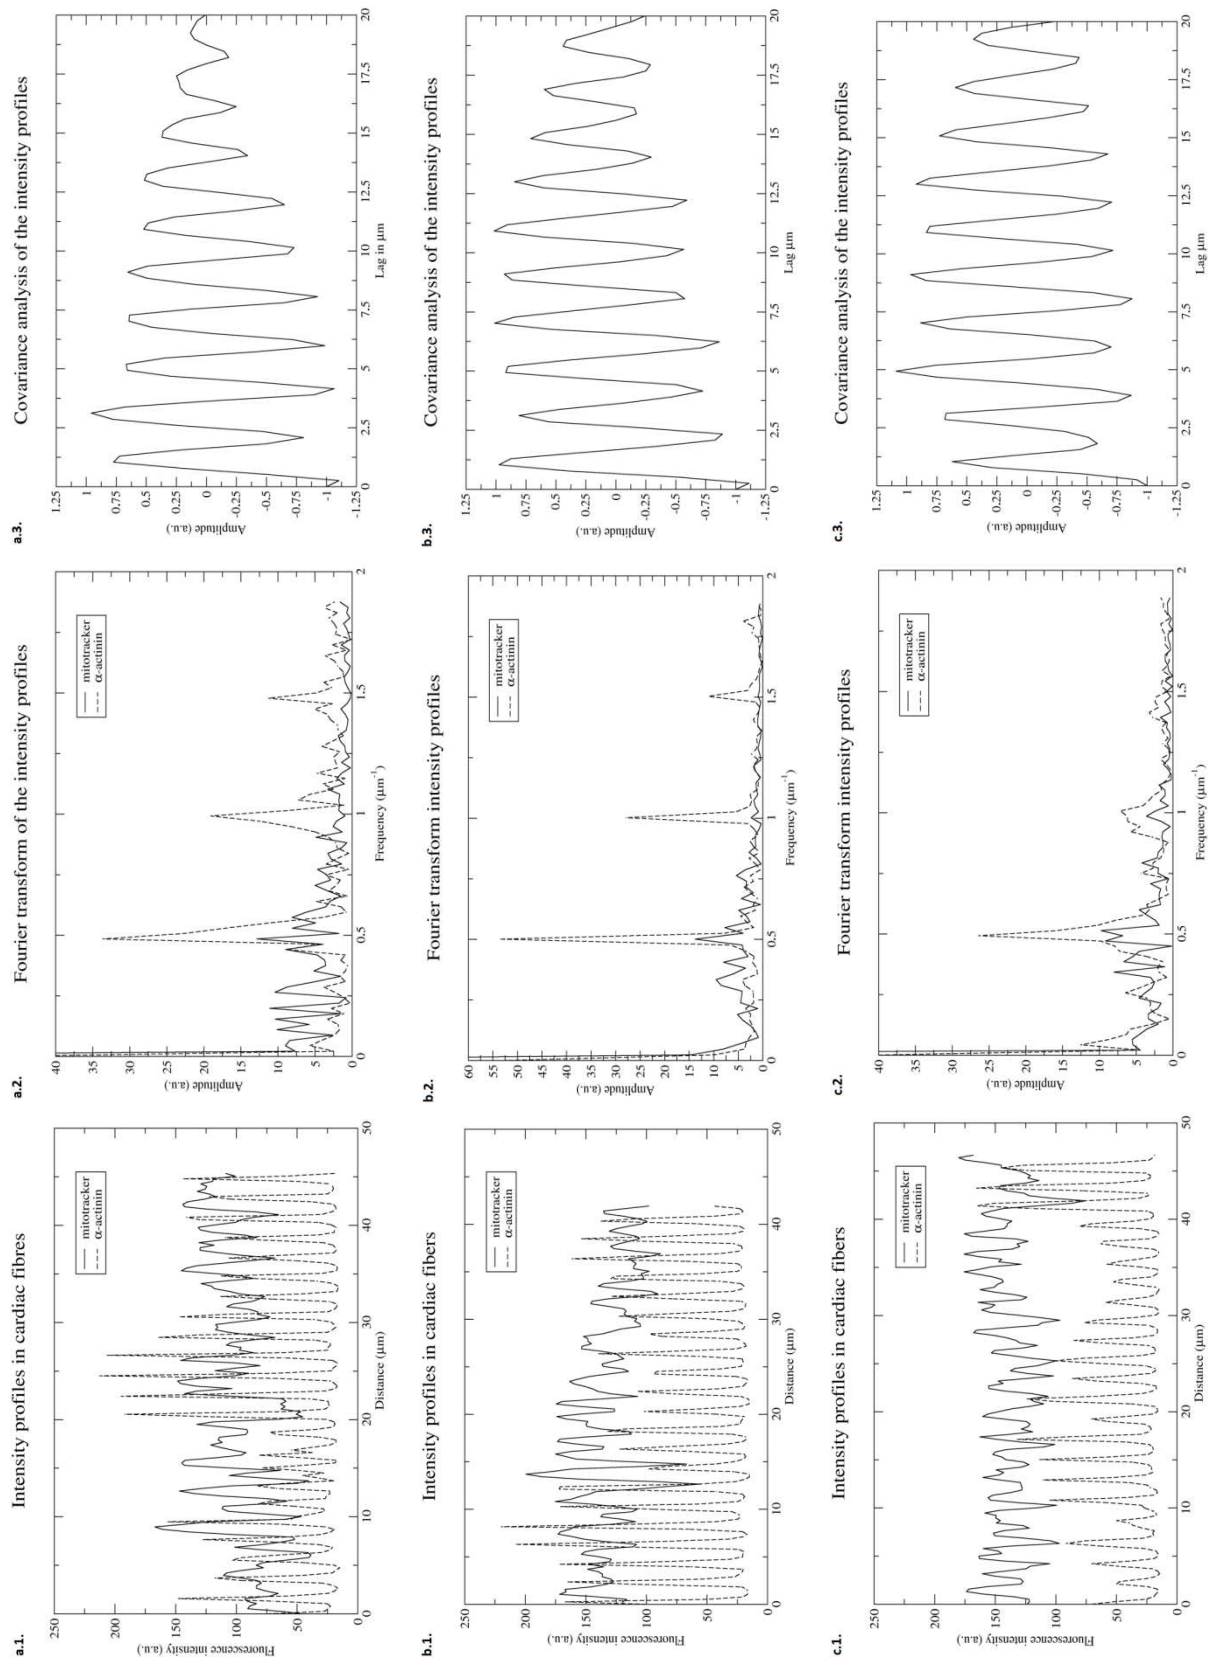 a.1.
Intensity profiles in cardiac fibres
mitotracker
α-actinin
250
200
150
100
50
0
Fluorescence intensity (a.u.)
0
10
20
30
40
50
Distance (µm)
a.2.
Fourier transform of the intensity profiles
mitotracker
α-actinin
40
35
30
25
20
15
10
5
0
Amplitude (a.u.)
0
0.5
1
1.5
2
Frequency (µm⁻¹)
a.3.
Covariance analysis of the intensity profiles
1.25
1
0.75
0.5
0.25
0
-0.25
-0.5
-0.75
-1
-1.25
Amplitude (a.u.)
0
2.5
5
7.5
10
12.5
15
17.5
20
Lag in µm
b.1.
Intensity profiles in cardiac fibers
mitotracker
α-actinin
250
200
150
100
50
0
Fluorescence intensity (a.u.)
0
10
20
30
40
50
Distance (µm)
b.2.
Fourier transform intensity profiles
mitotracker
α-actinin
60
55
50
45
40
35
30
25
20
15
10
5
0
Amplitude (a.u.)
0
0.5
1
1.5
2
Frequency (µm⁻¹)
b.3.
Covariance analysis of the intensity profiles
1.25
1
0.75
0.5
0.25
0
-0.25
-0.5
-0.75
-1
-1.25
Amplitude (a.u.)
0
2.5
5
7.5
10
12.5
15
17.5
20
Lag µm
c.1.
Intensity profiles in cardiac fibers
mitotracker
α-actinin
250
200
150
100
50
0
Fluorescence intensity (a.u.)
0
10
20
30
40
50
Distance (µm)
c.2.
Fourier transform intensity profiles
mitotracker
α-actinin
40
35
30
25
20
15
10
5
0
Amplitude (a.u.)
0
0.5
1
1.5
2
Frequency (µm⁻¹)
c.3.
Covariance analysis of the intensity profiles
1.25
1
0.75
0.5
0.25
0
-0.25
-0.5
-0.75
-1
-1.25
Amplitude (a.u.)
0
2.5
5
7.5
10
12.5
15
17.5
20
Lag µm